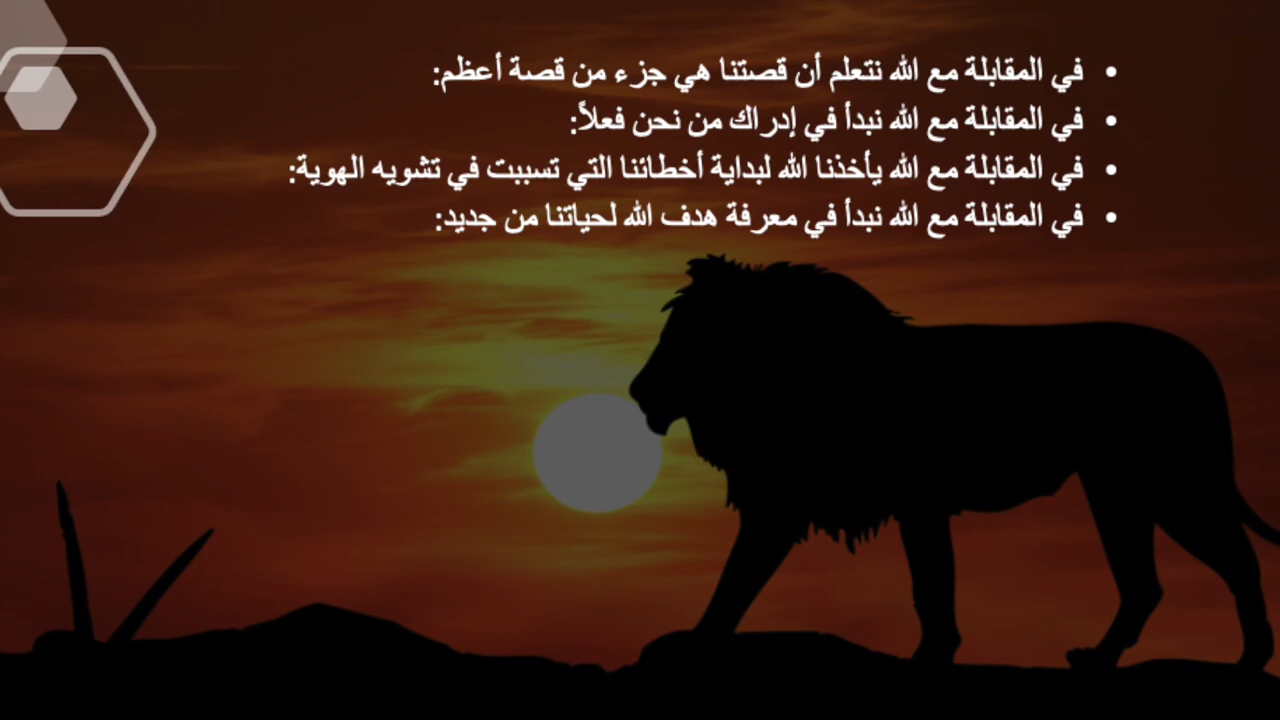 • في المقابلة مع الله نتعلم أن قصتنا هي جزء من قصة أعظم:
• في المقابلة مع الله نبدأ في إدراك من نحن فعلاً:
• في المقابلة مع الله يأخذنا الله لبداية أخطائنا التي تسببت في تشويه الهوية:
• في المقابلة مع الله نبدأ في معرفة هدف الله لحياتنا من جديد: